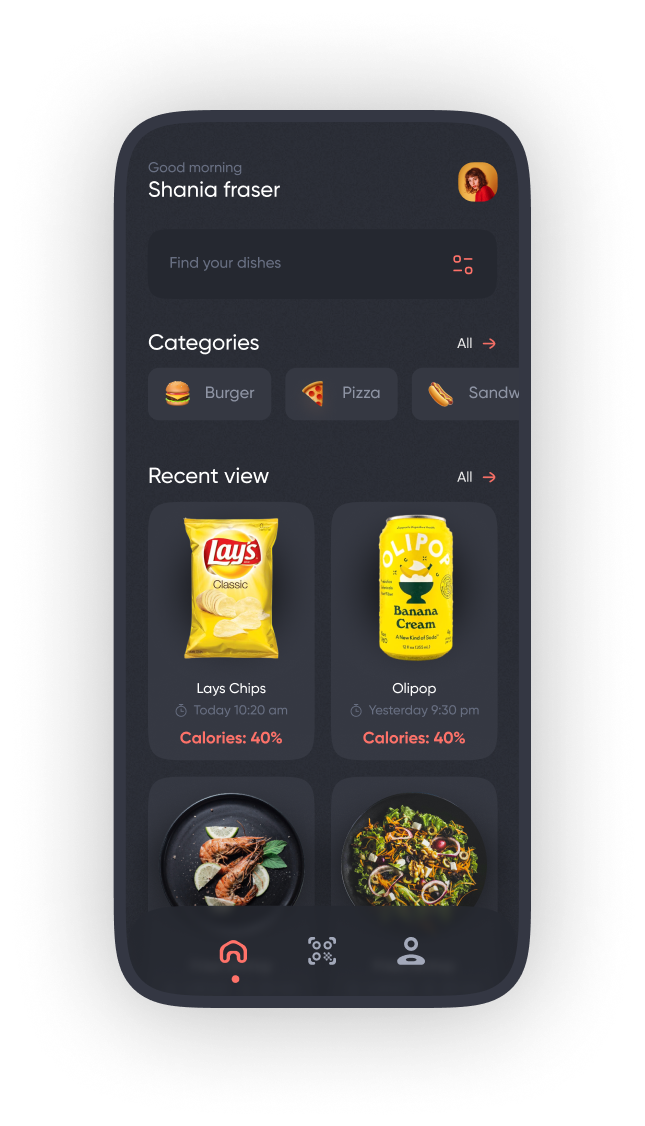 Good morning
Shania fraser
Find your dishes
Categories
All
Burger
Pizza
Sandw
Recent view
All
Lay's
Classic
OLIPOP
Banana
Cream
A New Kind of Soda
Lays Chips
Olipop
Today 10:20 am
Yesterday 9:30 pm
Calories: 40%
Calories: 40%